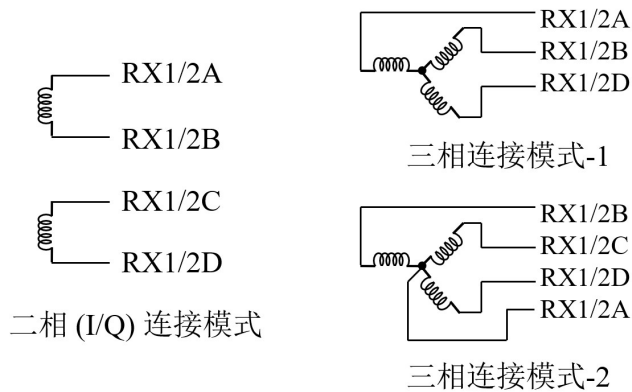 RX1/2A
RX1/2B
RX1/2C
RX1/2D
二相 (I/Q) 连接模式
RX1/2A
RX1/2B
RX1/2D
三相连接模式-1
RX1/2B
RX1/2C
RX1/2D
RX1/2A
三相连接模式-2